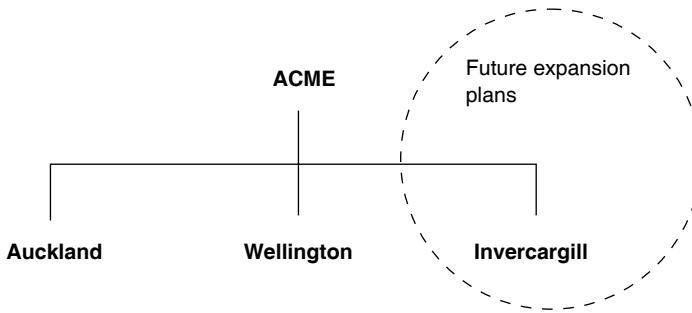 ACME
Future expansion
plans
Auckland
Wellington
Invercargill